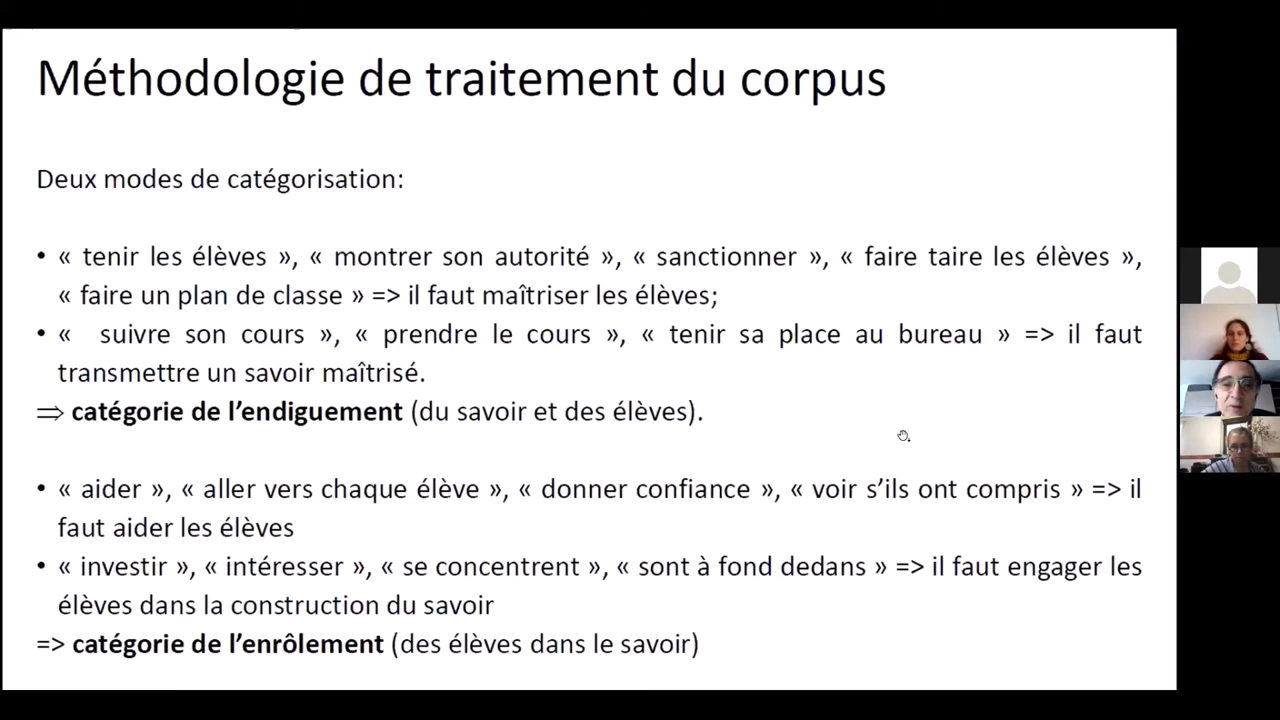 Méthodologie de traitement du corpus
Deux modes de catégorisation:
• « tenir les élèves », « montrer son autorité », « sanctionner », « faire taire les élèves »,
« faire un plan de classe » => il faut maîtriser les élèves;
• « suivre son cours », « prendre le cours », « tenir sa place au bureau » => il faut
transmettre un savoir maîtrisé.
⇒ catégorie de l’endiguement (du savoir et des élèves).
• « aider », « aller vers chaque élève », « donner confiance », « voir s’ils ont compris » => il
faut aider les élèves
• « investir », « intéresser », « se concentrent », « sont à fond dedans » => il faut engager les
élèves dans la construction du savoir
=> catégorie de l’enrôlement (des élèves dans le savoir)